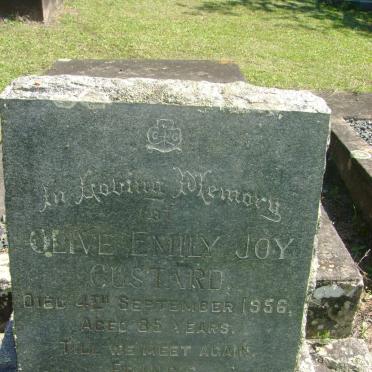 In Loving Memory
of
OLIVE EMILY JOY
CUSTARD,
DIED 4TH SEPTEMBER 1956,
AGED 35 YEARS.
TILL WE MEET AGAIN.